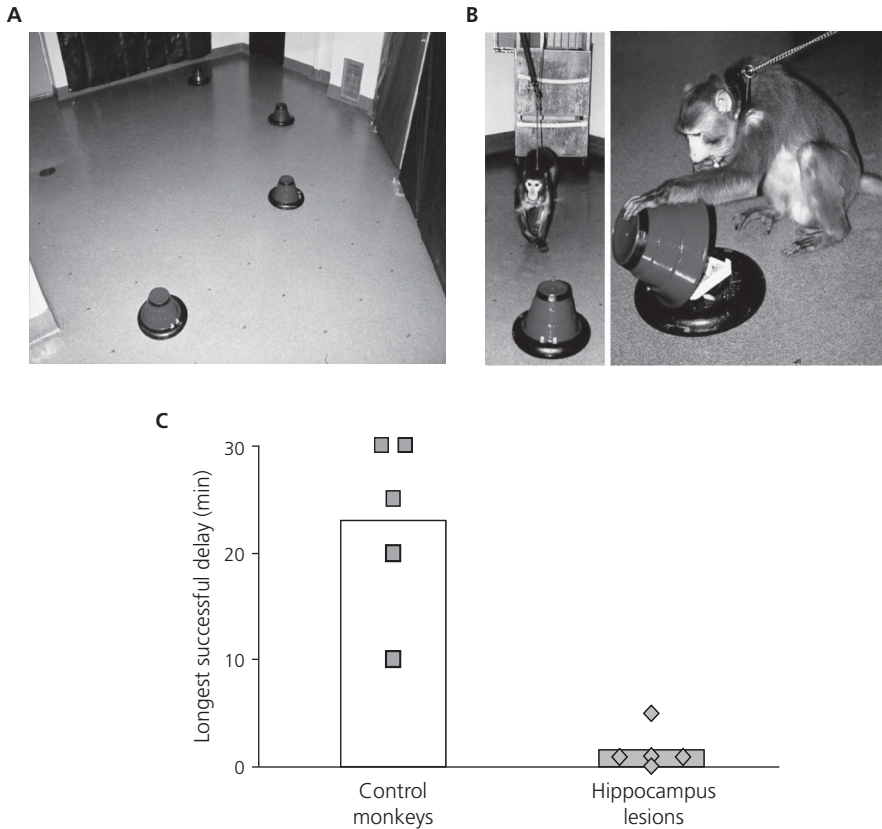 A
B
C
Longest successful delay (min)
30
20
10
0
Control
monkeys
Hippocampus
lesions